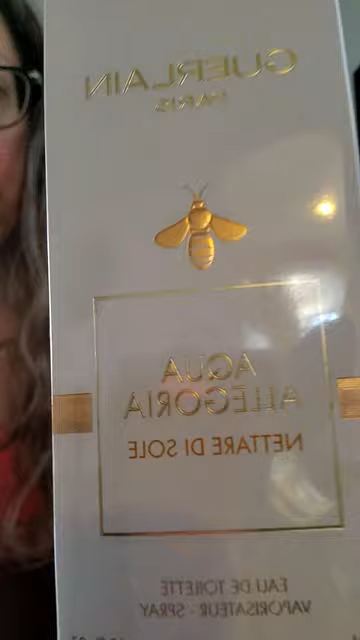 GUERLAIN
PARIS
AQUA
ALLEGORIA
NETTARE DI SOLE
EAU DE TOILETTE
VAPORISATEUR - SPRAY